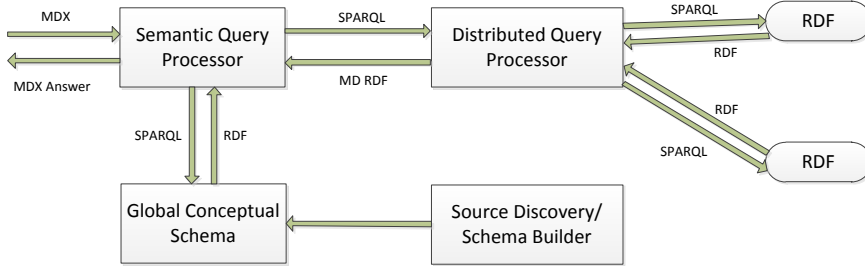 MDX
MDX Answer
Semantic Query
Processor
SPARQL
MD RDF
Distributed Query
Processor
SPARQL
RDF
RDF
RDF
SPARQL
RDF
SPARQL
RDF
Global Conceptual
Schema
Source Discovery/
Schema Builder